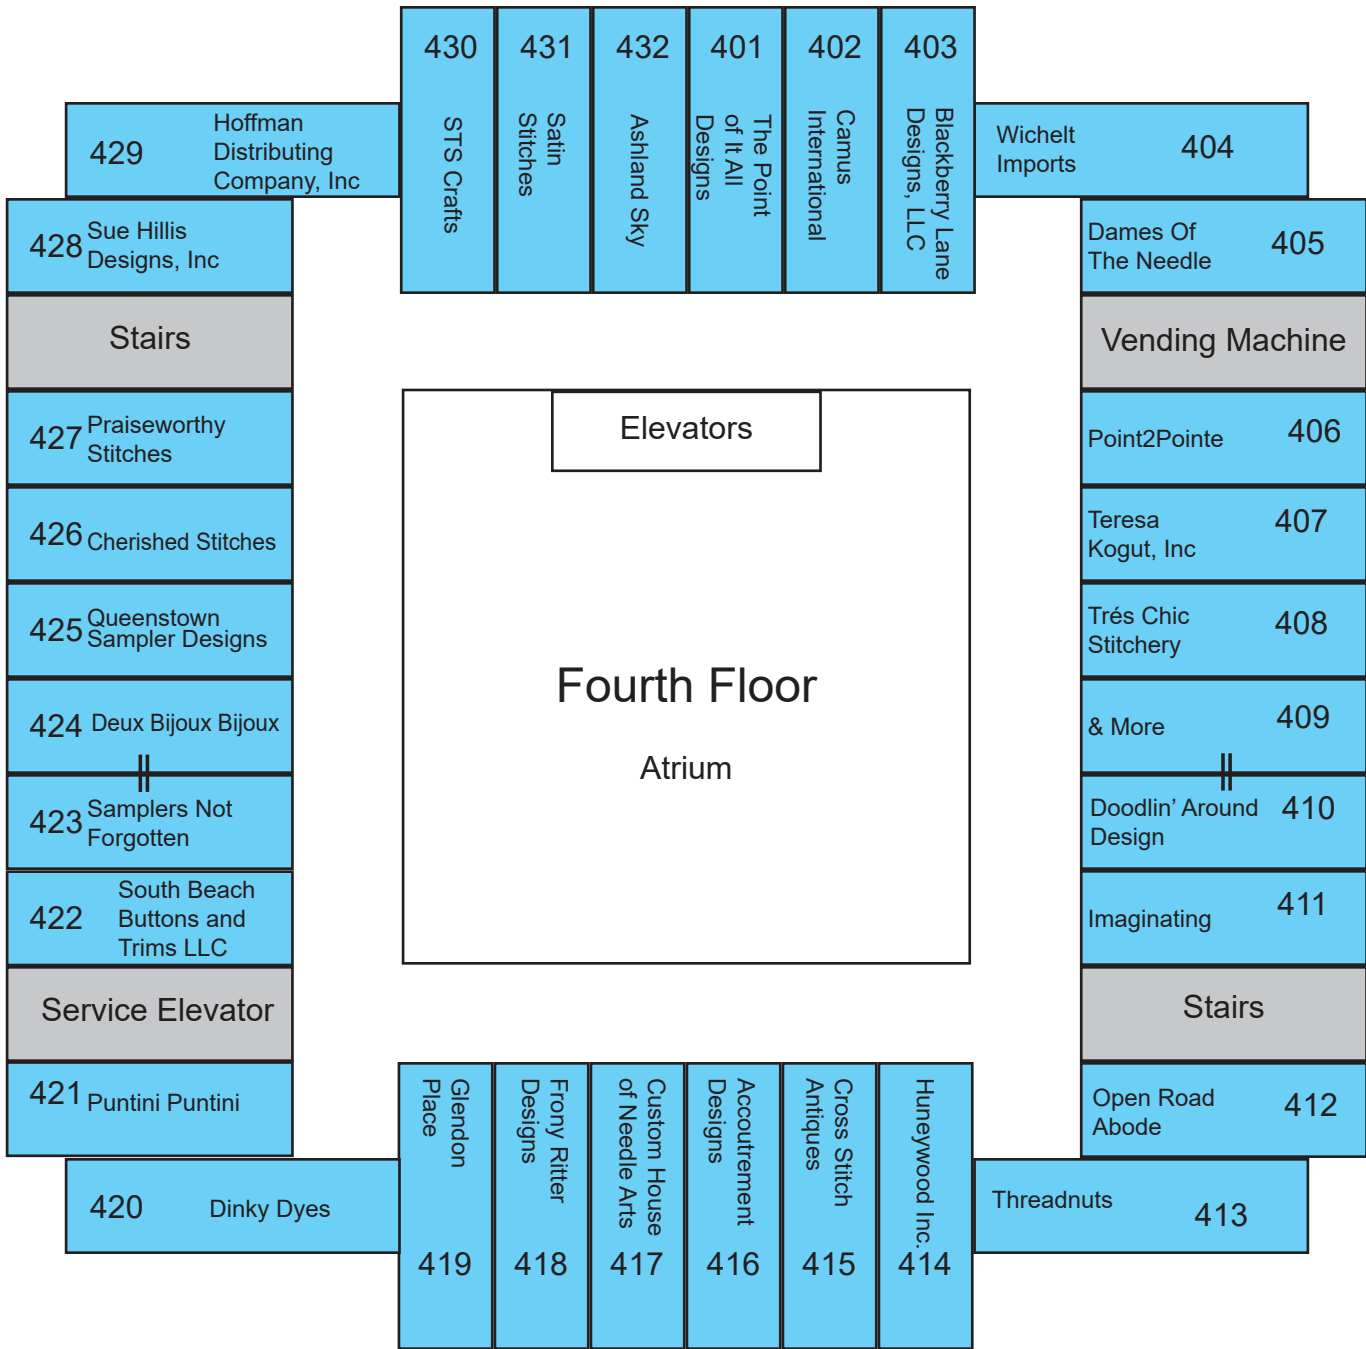 430
STS Crafts
431
Satin
Stitches
432
Ashland Sky
401
The Point
of It All
Designs
402
Camus
International
403
Blackberry Lane
Designs, LLC
429
Hoffman
Distributing
Company, Inc
Wichelt
Imports
404
428
Sue Hillis
Designs, Inc
Dames Of
The Needle
405
Stairs
Vending Machine
427
Praiseworthy
Stitches
Elevators
Point2Pointe
406
426
Cherished Stitches
Teresa
Kogut, Inc
407
425
Queenstown
Sampler Designs
Trés Chic
Stitchery
408
Fourth Floor
Atrium
424
Deux Bijoux Bijoux
& More
409
423
Samplers Not
Forgotten
Doodlin’ Around
Design
410
422
South Beach
Buttons and
Trims LLC
Imaginating
411
Service Elevator
Stairs
421
Puntini Puntini
Open Road
Abode
412
420
Dinky Dyes
Glendon
Place
419
Frony Ritter
Designs
418
Custom House
of Needle Arts
417
Accoutrement
Designs
416
Cross Stitch
Antiques
415
Huneywood Inc.
414
Threadnuts
413